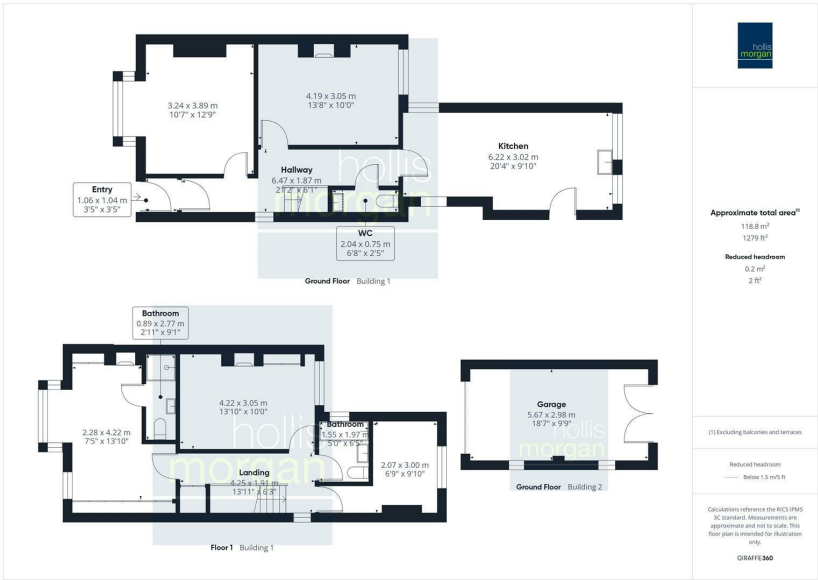 3.24 x 3.89 m
10'7" x 12'9"
4.19 x 3.05 m
13'8" x 10'0"
Kitchen
6.22 x 3.02 m
20'4" x 9'10"
Entry
1.06 x 1.04 m
3'5" x 3'5"
Hallway
6.47 x 1.87 m
21'2" x 6'1"
WC
2.04 x 0.75 m
6'8" x 2'5"
hollis
morgan
Ground Floor Building 1
Bathroom
0.89 x 2.77 m
2'11" x 9'1"
2.28 x 4.22 m
7'5" x 13'10"
4.22 x 3.05 m
13'10" x 10'0"
Bathroom
1.55 x 1.97 m
5'0" x 6'5"
2.07 x 3.00 m
6'9" x 9'10"
Landing
4.25 x 1.91 m
13'11" x 6'3"
hollis
morgan
Floor 1 Building 1
Garage
5.67 x 2.98 m
18'7" x 9'9"
hollis
morgan
Ground Floor Building 2
hollis
morgan
Approximate total area(1)
118.8 m²
1279 ft²
Reduced headroom
0.2 m²
2 ft²
(1) Excluding balconies and terraces
Reduced headroom
Below 1.5 m/5 ft
Calculations reference the RICS IPMS
3C standard. Measurements are
approximate and not to scale. This
floor plan is intended for illustration
only.
GIRAFFE360